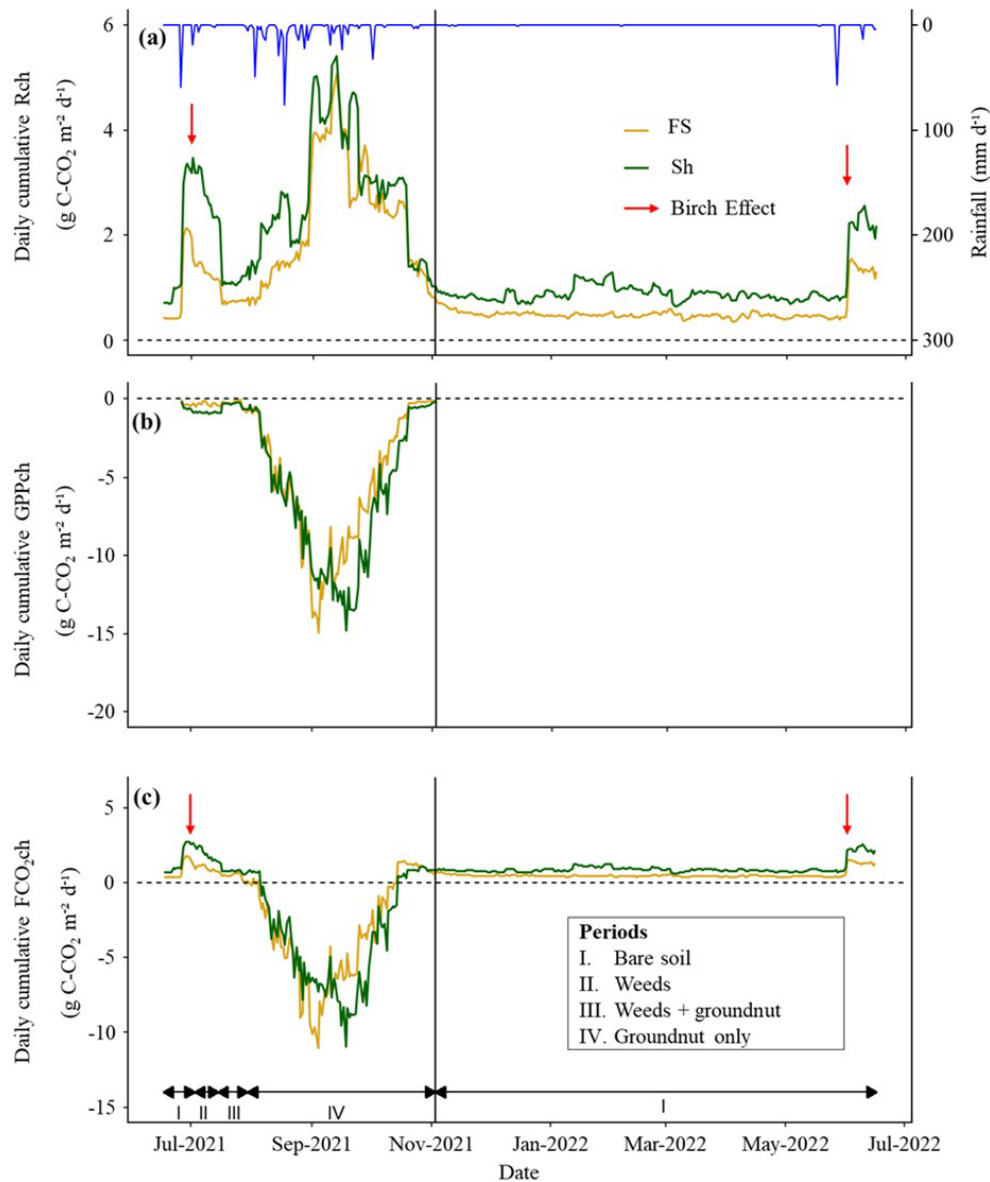 (a)
Daily cumulative Rch
(g C-CO₂ m⁻² d⁻¹)
6
4
2
0
0
100
200
300
Rainfall (mm d⁻¹)
FS
Sh
Birch Effect
(b)
Daily cumulative GPPch
(g C-CO₂ m⁻² d⁻¹)
0
-5
-10
-15
-20
(c)
Daily cumulative FCO₂ch
(g C-CO₂ m⁻² d⁻¹)
5
0
-5
-10
-15
Periods
I. Bare soil
II. Weeds
III. Weeds + groundnut
IV. Groundnut only
I II III IV I
Jul-2021 Sep-2021 Nov-2021 Jan-2022 Mar-2022 May-2022 Jul-2022
Date